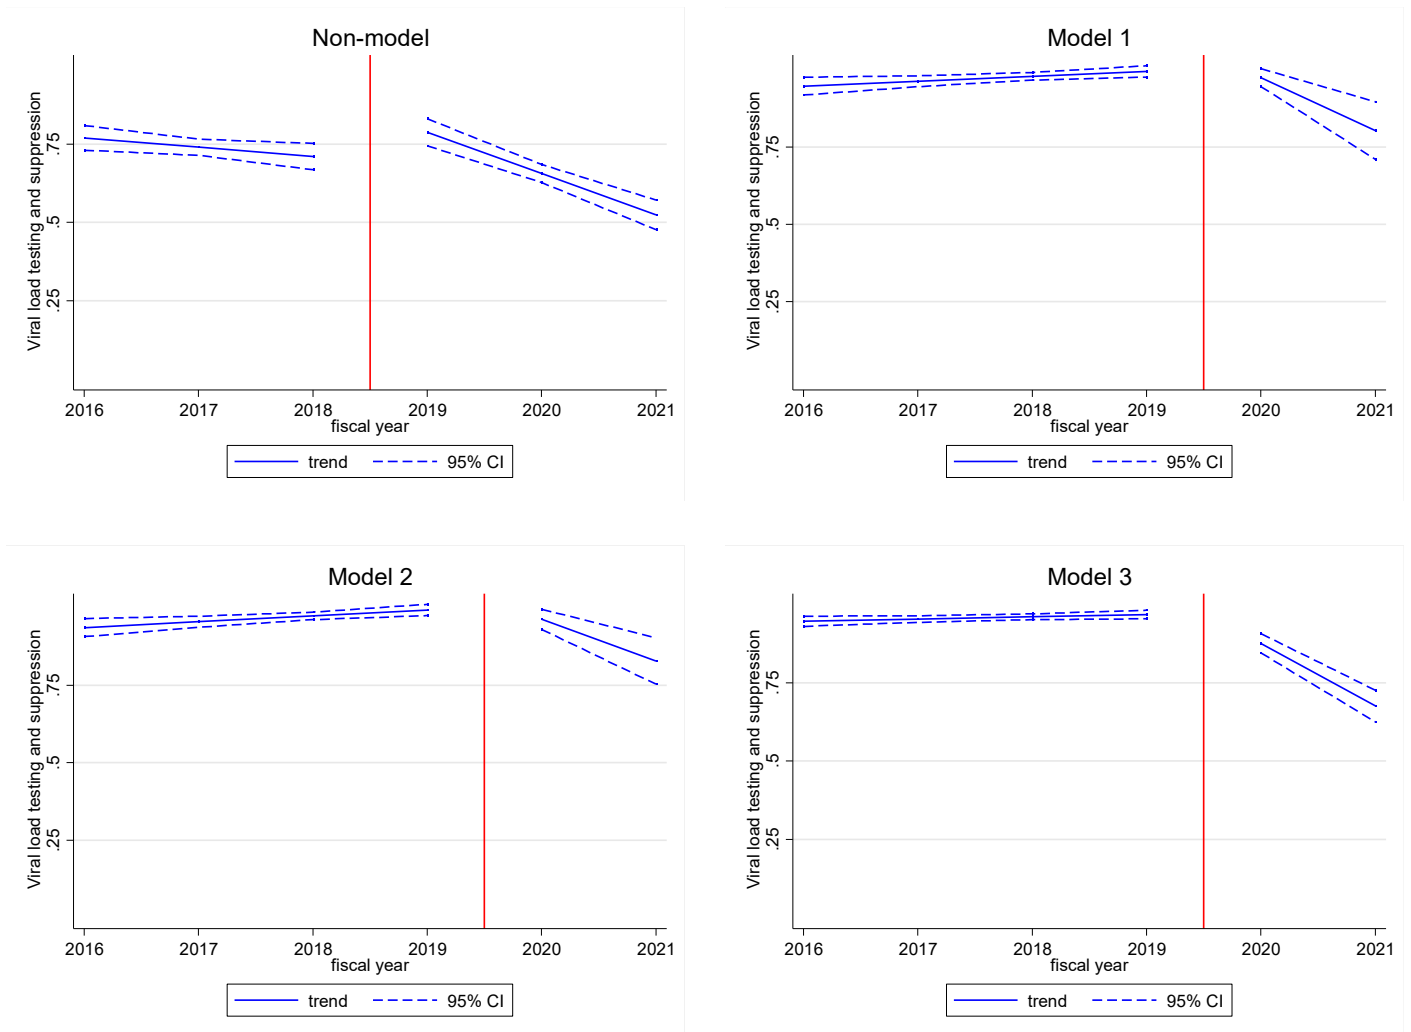 Non-model
Viral load testing and suppression
.75
.5
.25
2016 2017 2018 2019 2020 2021
fiscal year
trend 95% CI
Model 1
Viral load testing and suppression
.75
.5
.25
2016 2017 2018 2019 2020 2021
fiscal year
trend 95% CI
Model 2
Viral load testing and suppression
.75
.5
.25
2016 2017 2018 2019 2020 2021
fiscal year
trend 95% CI
Model 3
Viral load testing and suppression
.75
.5
.25
2016 2017 2018 2019 2020 2021
fiscal year
trend 95% CI